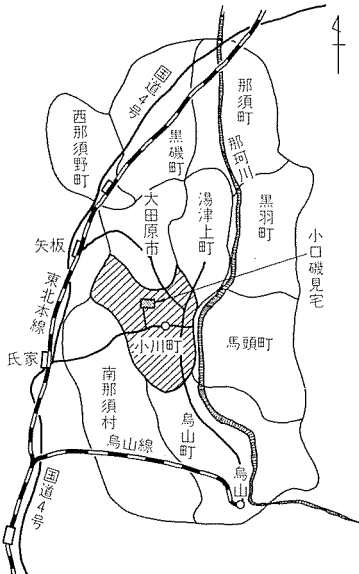 国道4号
那須町
西那須野町
黒磯町
那珂川
大田原市
湯津上町
黒羽町
小口磯見宅
矢板
東北本線
小川町
馬頭町
氏家
南那須村
烏山町
烏山線
烏山
国道4号